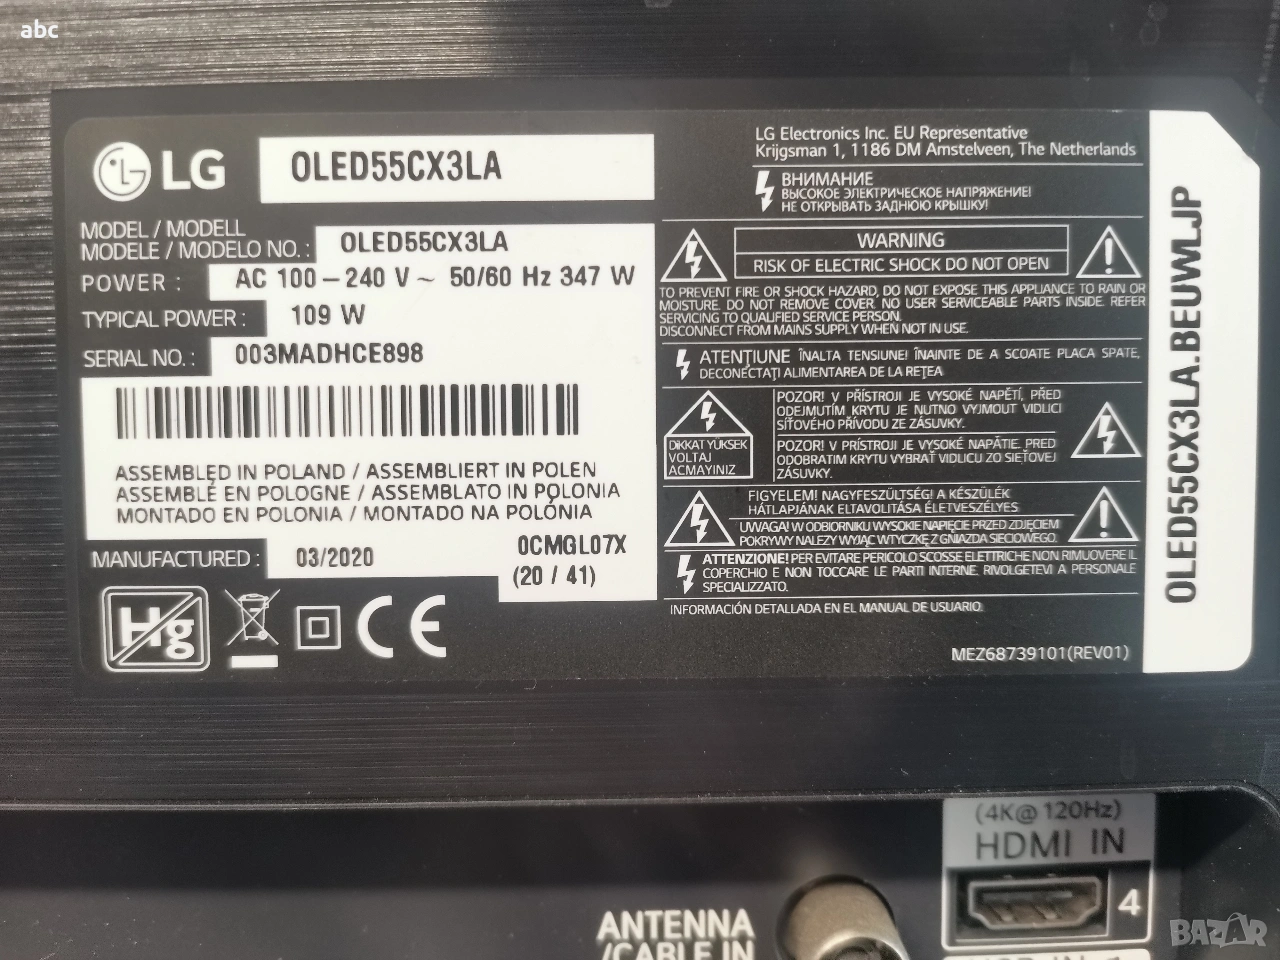 abc
LG
OLED55CX3LA
MODEL / MODELL
MODELE / MODELO NO. :
OLED55CX3LA
POWER :
AC 100 – 240 V ~ 50/60 Hz 347 W
TYPICAL POWER :
109 W
SERIAL NO. :
003MADHCE898
ASSEMBLED IN POLAND / ASSEMBLIERT IN POLEN
ASSEMBLÉ EN POLOGNE / ASSEMBLATO IN POLONIA
MONTADO EN POLONIA / MONTADO NA POLÓNIA
MANUFACTURED :
03/2020
0CMGL07X
(20 / 41)
Hg
CE
LG Electronics Inc. EU Representative
Krijgsman 1, 1186 DM Amstelveen, The Netherlands
ВНИМАНИЕ
ВЫСОКОЕ ЭЛЕКТРИЧЕСКОЕ НАПРЯЖЕНИЕ!
НЕ ОТКРЫВАТЬ ЗАДНЮЮ КРЫШКУ!
WARNING
RISK OF ELECTRIC SHOCK DO NOT OPEN
TO PREVENT FIRE OR SHOCK HAZARD, DO NOT EXPOSE THIS APPLIANCE TO RAIN OR
MOISTURE. DO NOT REMOVE COVER. NO USER SERVICEABLE PARTS INSIDE. REFER
SERVICING TO QUALIFIED SERVICE PERSON.
DISCONNECT FROM MAINS SUPPLY WHEN NOT IN USE.
ATENȚIUNE ÎNALTA TENSIUNE! ÎNAINTE DE A SCOATE PLACA SPATE,
DECONECTAȚI ALIMENTAREA DE LA REȚEA
DIKKAT YÜKSEK
VOLTAJ
AÇMAYINIZ
POZOR! V PŘÍSTROJI JE VYSOKÉ NAPĚTÍ, PŘED
ODEJMUTÍM KRYTU JE NUTNO VYJMOUT VIDLICI
SÍŤOVÉHO PŘÍVODU ZE ZÁSUVKY.
POZOR! V PRÍSTROJI JE VYSOKÉ NAPÄTIE. PRED
ODOBRATIM KRYTU VYBRAŤ VIDLICU ZO SIEŤOVEJ
ZÁSUVKY.
FIGYELEM! NAGYFESZÜLTSÉG! A KÉSZÜLÉK
HÁTLAPJÁNAK ELTAVOLITÁSA ÉLETVESZÉLYES
UWAGA! W ODBIORNIKU WYSOKIE NAPIĘCIE PRZED ZDJĘCIEM
POKRYWY NALEŻY WYJĄĆ WTYCZKĘ Z GNIAZDA SIECIOWEGO.
ATTENZIONE! PER EVITARE PERICOLO SCOSSE ELETTRICHE NON RIMUOVERE IL
COPERCHIO E NON TOCCARE LE PARTI INTERNE. RIVOLGETEVI A PERSONALE
SPECIALIZZATO.
INFORMACIÓN DETALLADA EN EL MANUAL DE USUARIO.
MEZ68739101(REV01)
OLED55CX3LA.BEUWLJP
(4K@ 120Hz)
HDMI IN
4
ANTENNA
/CABLE IN
BAZAR